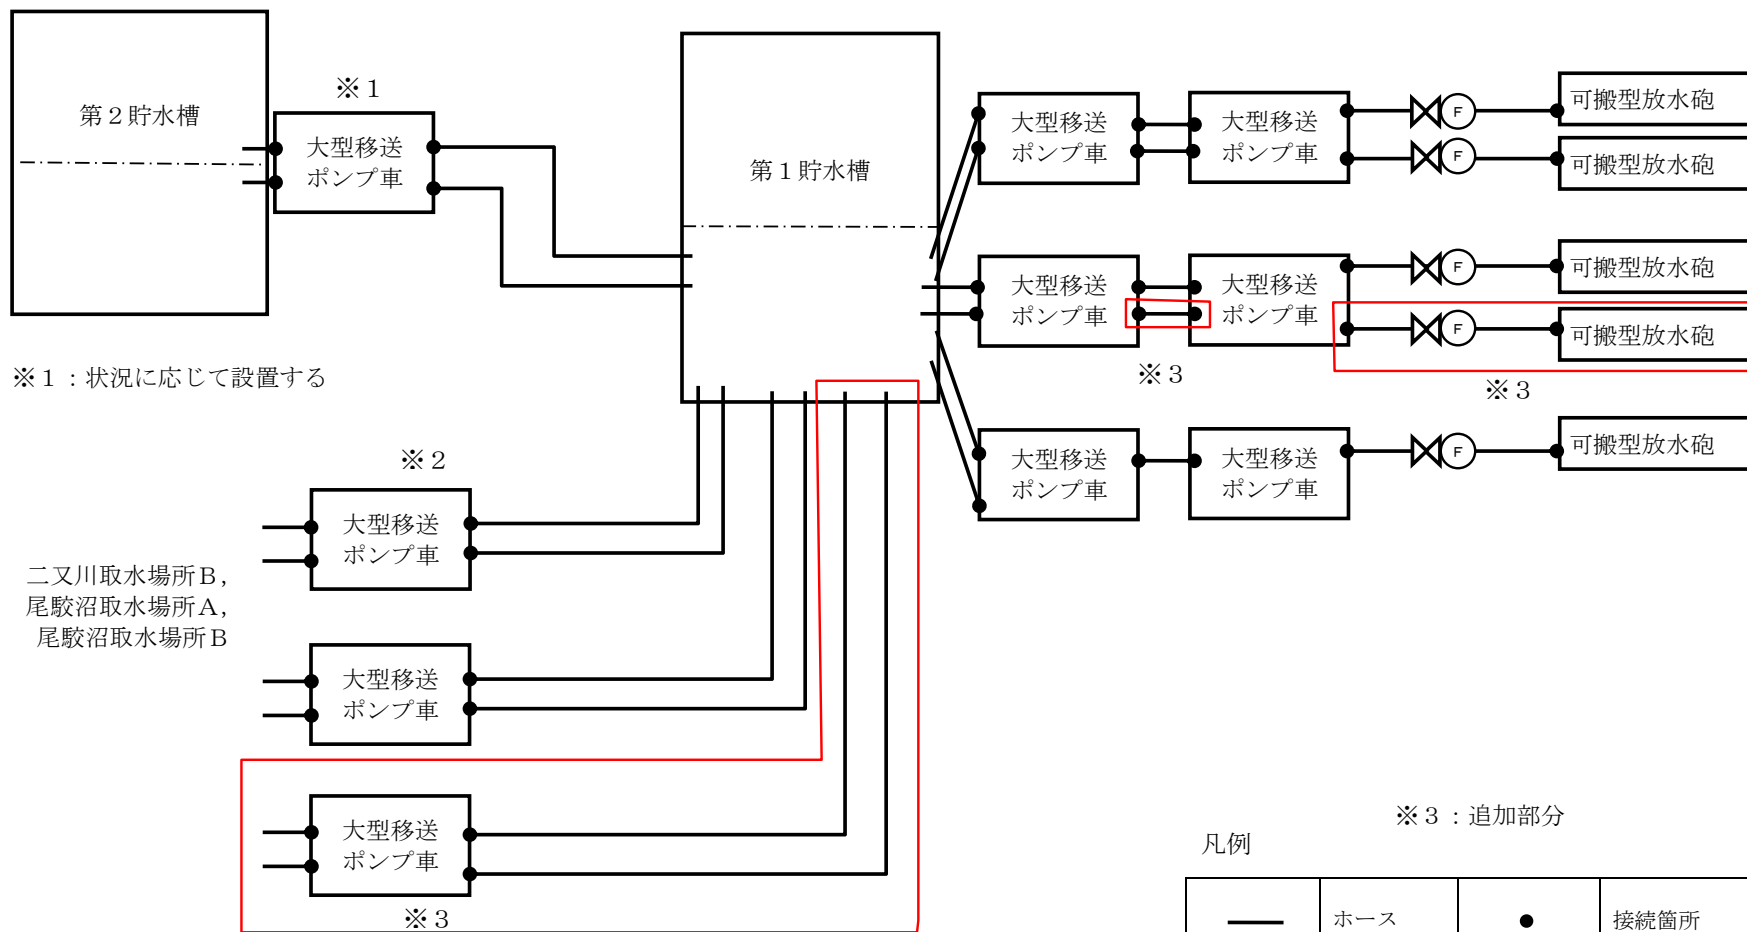 第２貯水槽
※１
大型移送
ポンプ車
第１貯水槽
大型移送
ポンプ車
大型移送
ポンプ車
F
可搬型放水砲
F
可搬型放水砲
大型移送
ポンプ車
大型移送
ポンプ車
F
可搬型放水砲
F
可搬型放水砲
※３
※３
大型移送
ポンプ車
大型移送
ポンプ車
F
可搬型放水砲
※１：状況に応じて設置する
※２
大型移送
ポンプ車
二又川取水場所Ｂ，
尾駮沼取水場所Ａ，
尾駮沼取水場所Ｂ
大型移送
ポンプ車
大型移送
ポンプ車
※３
※３：追加部分
凡例
ホース
接続箇所